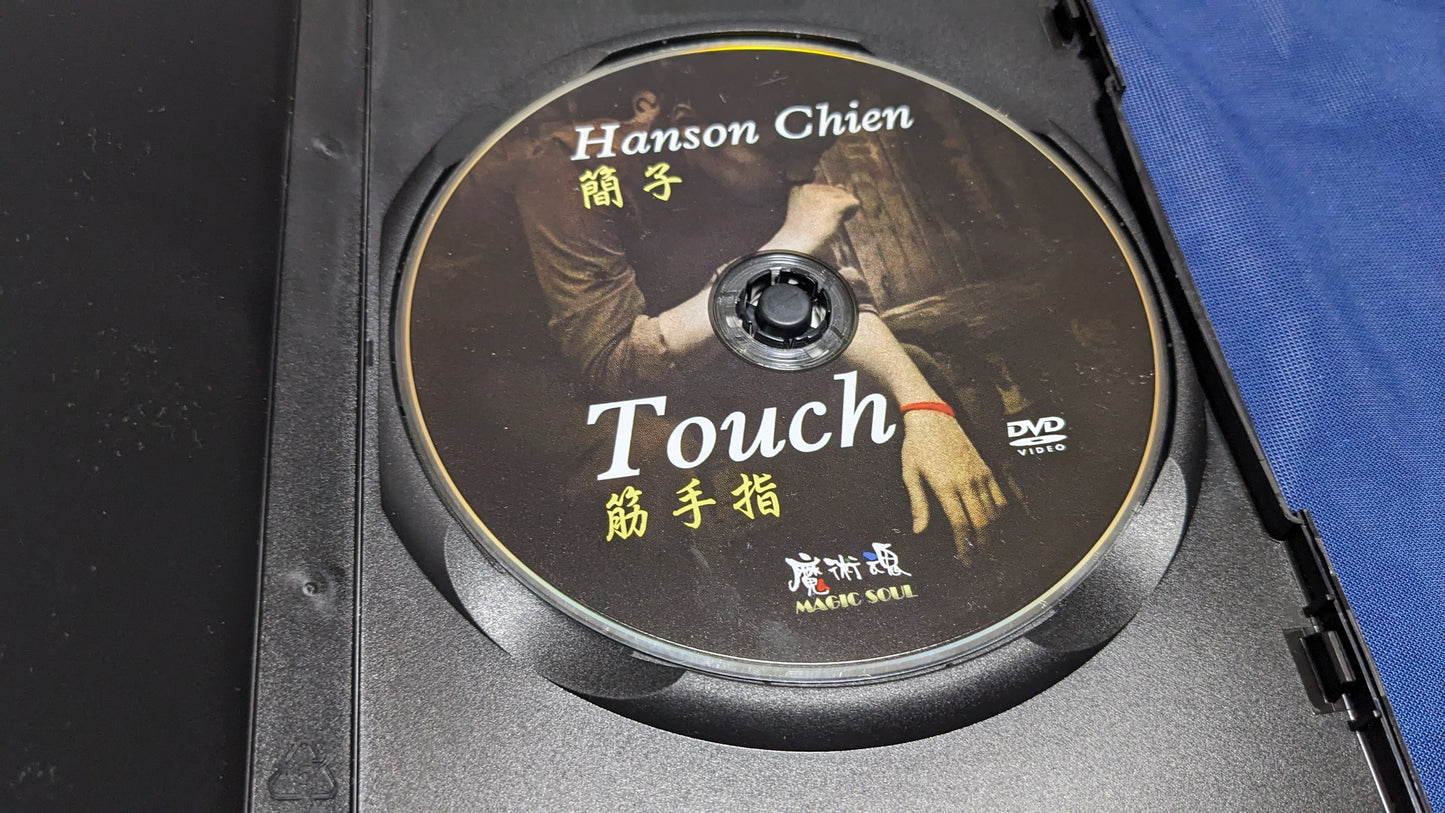 Hanson Chien
簡子
Touch
筋手指
DVD
VIDEO
魔術魂
MAGIC SOUL